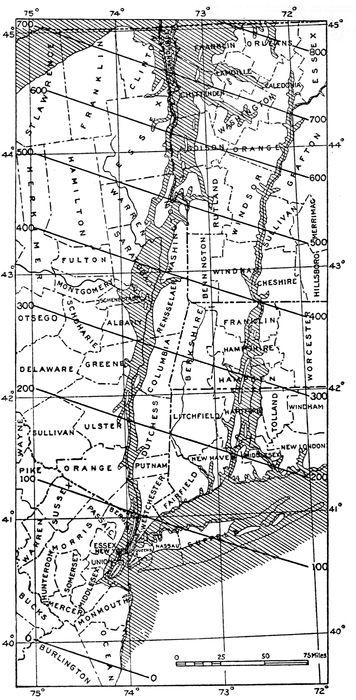 75° 74° 73° 72°
45° 700 45° 800
ST. LAWRENCE FRANKLIN CLINTON FRANKLIN ORLEANS ESSEX
LAMOILLE
600 CHITTENDEN CALEDONIA
ESSEX WASHINGTON 700
ADDISON ORANGE GRAFTON
44° 500 44°
HERKIMER HAMILTON WARREN RUTLAND WINDSOR SULLIVAN MERRIMAC 600
400 SARATOGA WASHING BENNINGTON 500 HILLSBORO
FULTON WINDHAM CHESHIRE
43° MONTGOMERY 43°
SCHENECTADY RENSSELAER
300 400
OTSEGO SCHOHARIE ALBANY FRANKLIN WORCESTER
HAMPSHIRE
DELAWARE GREENE COLUMBIA BERKSHIRE
200 HAMPDEN 300
42° 42°
WAYNE SULLIVAN ULSTER DUTCHESS LITCHFIELD HARTFORD TOLLAND WINDHAM
NEW LONDON
PIKE ORANGE PUTNAM NEW HAVEN MIDDLESEX
100 200
SUSSEX WESTCHESTER FAIRFIELD
41° 41°
WARREN MORRIS PASSAIC
ESSEX NASSAU SUFFOLK
NEW QUEENS
UNION 100
HUNTERDON SOMERSET MIDDLESEX
BUCKS MERCER MONMOUTH
40° 0 40°
BURLINGTON OCEAN
0 0 25 50 75 Miles
75° 74° 73° 72°